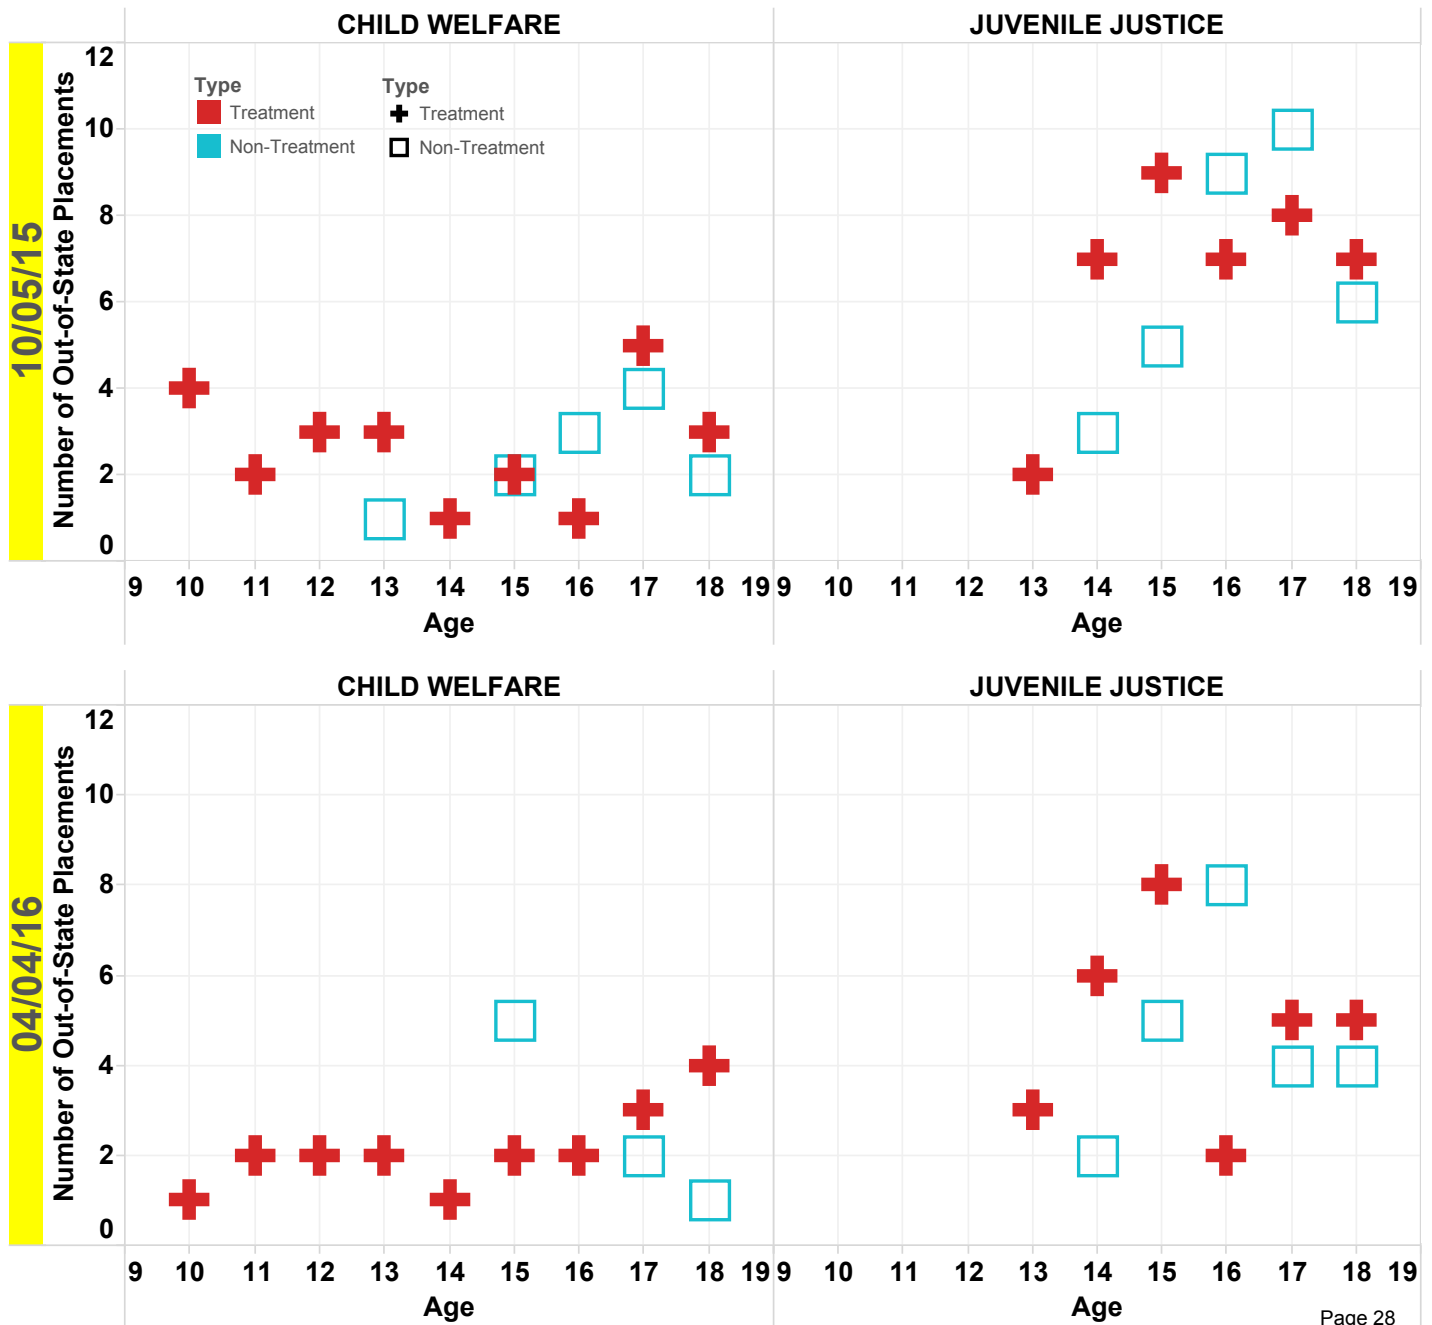 CHILD WELFARE
JUVENILE JUSTICE
10/05/15
Number of Out-of-State Placements
12
10
8
6
4
2
0
Type
Treatment
Non-Treatment
Type
Treatment
Non-Treatment
9 10 11 12 13 14 15 16 17 18 19
9 10 11 12 13 14 15 16 17 18 19
Age
Age
CHILD WELFARE
JUVENILE JUSTICE
04/04/16
Number of Out-of-State Placements
12
10
8
6
4
2
0
9 10 11 12 13 14 15 16 17 18 19
9 10 11 12 13 14 15 16 17 18 19
Age
Age
Page 28